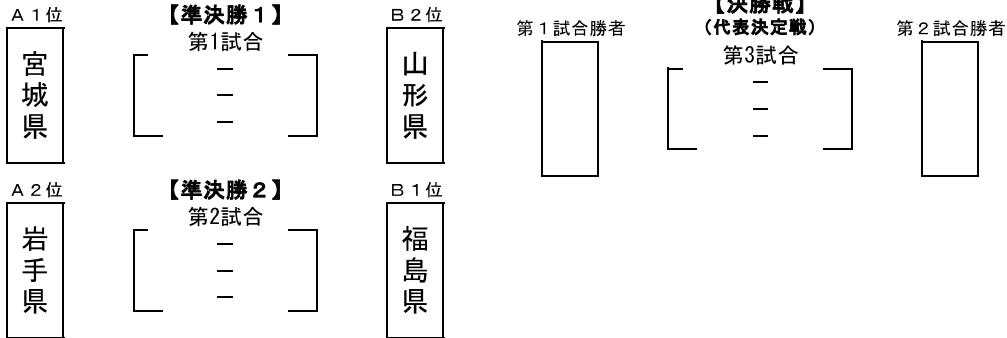 A1位 【準決勝1】 B2位
第1試合
宮城県
山形県
―
―
―
A2位 【準決勝2】 B1位
第2試合
岩手県
福島県
―
―
―
【決勝戦】
(代表決定戦)
第1試合勝者
第2試合勝者
第3試合
―
―
―